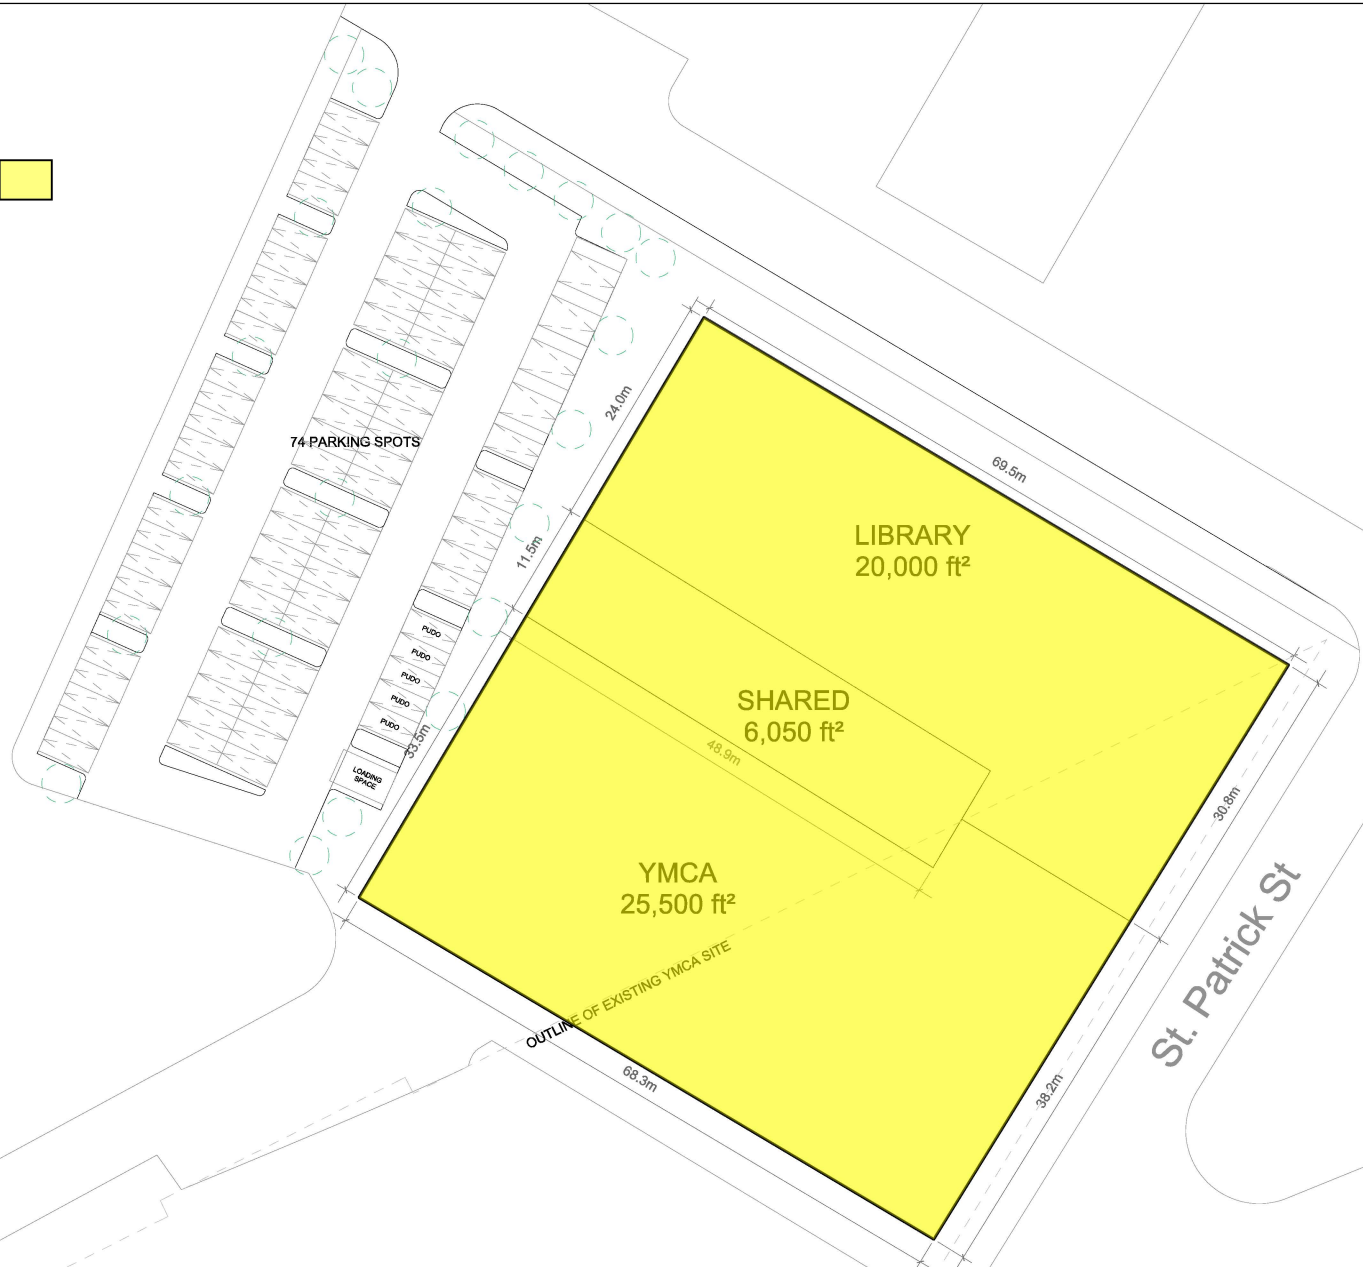 24.0m
69.5m
74 PARKING SPOTS
LIBRARY
20,000 ft²
11.5m
PUDO
PUDO
PUDO
PUDO
PUDO
SHARED
6,050 ft²
48.9m
33.5m
LOADING
SPACE
30.8m
YMCA
25,500 ft²
St. Patrick St
OUTLINE OF EXISTING YMCA SITE
68.3m
38.2m